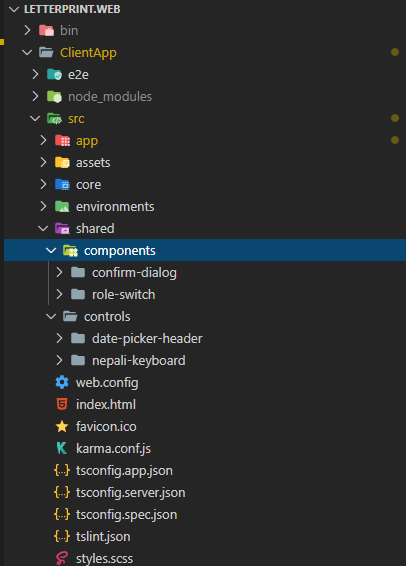 LETTERPRINT.WEB
bin
ClientApp
e2e
node_modules
src
app
assets
core
environments
shared
components
confirm-dialog
role-switch
controls
date-picker-header
nepali-keyboard
web.config
index.html
favicon.ico
karma.conf.js
tsconfig.app.json
tsconfig.server.json
tsconfig.spec.json
tslint.json
styles.scss